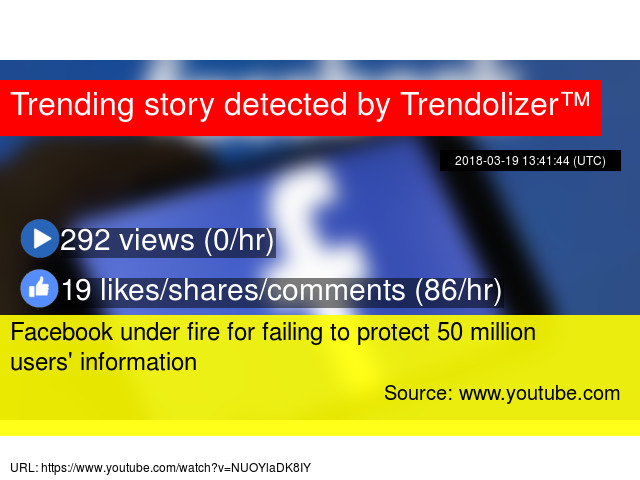 Trending story detected by Trendolizer™
2018-03-19 13:41:44 (UTC)
292 views (0/hr)
19 likes/shares/comments (86/hr)
Facebook under fire for failing to protect 50 million
users' information
Source: www.youtube.com
URL: https://www.youtube.com/watch?v=NUOYlaDK8IY